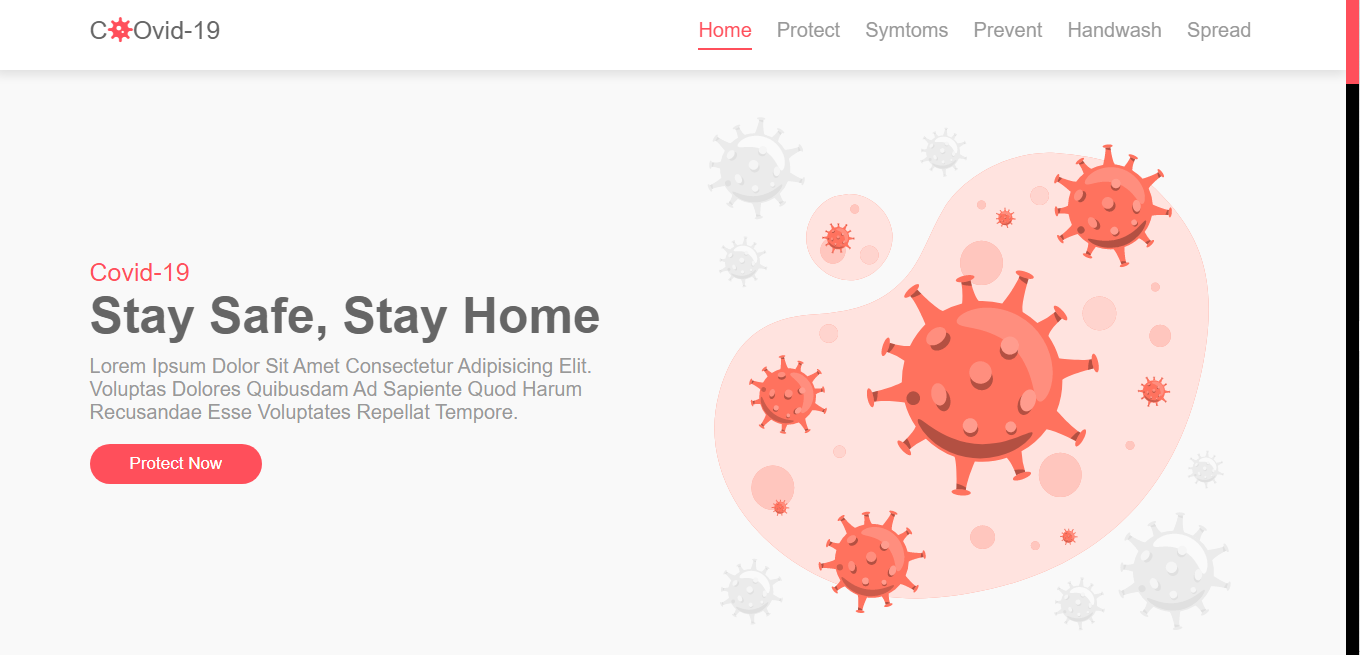 COvid-19
Home Protect Symtoms Prevent Handwash Spread
Covid-19
Stay Safe, Stay Home
Lorem Ipsum Dolor Sit Amet Consectetur Adipisicing Elit.
Voluptas Dolores Quibusdam Ad Sapiente Quod Harum
Recusandae Esse Voluptates Repellat Tempore.
Protect Now